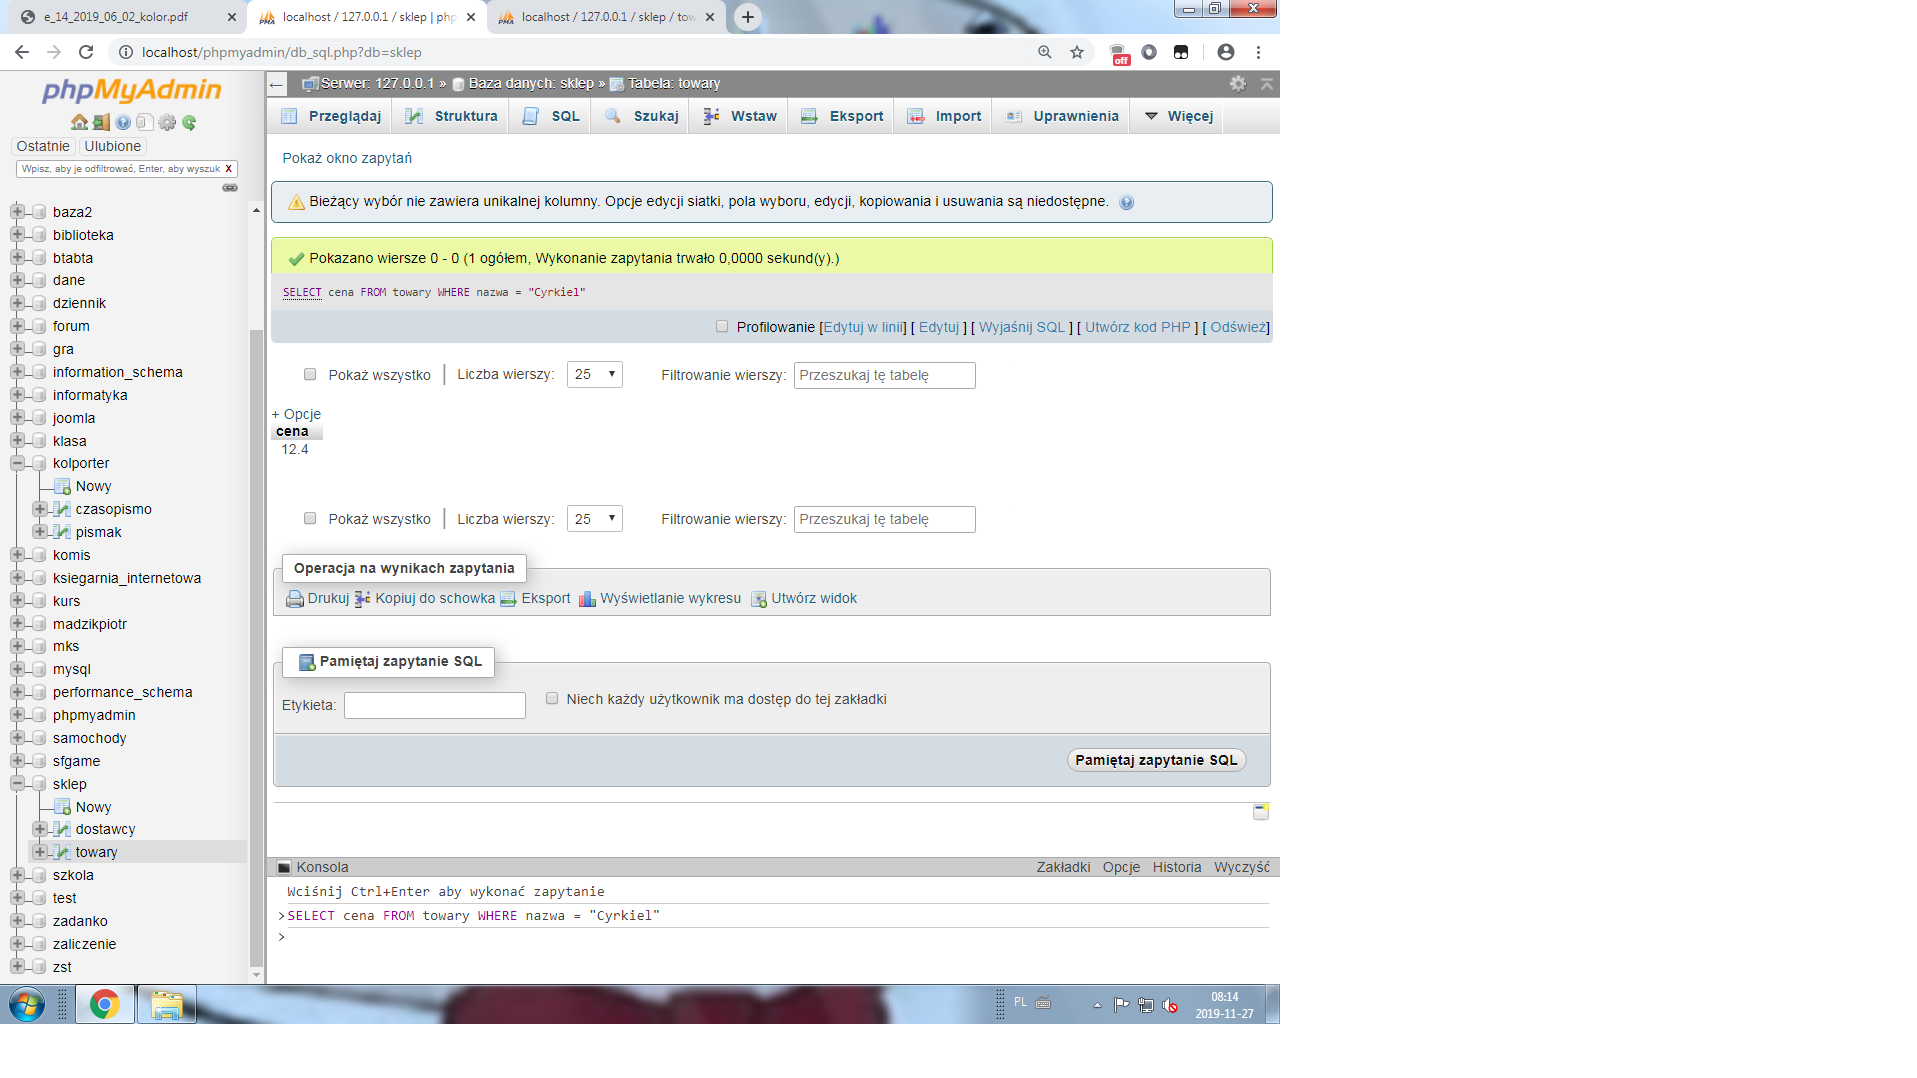 e_14_2019_06_02_kolor.pdf
localhost / 127.0.0.1 / sklep | php
localhost / 127.0.0.1 / sklep / tow
localhost/phpmyadmin/db_sql.php?db=sklep
off
phpMyAdmin
Ostatnie Ulubione
Wpisz, aby je odfiltrować, Enter, aby wyszuk X
baza2
biblioteka
btabta
dane
dziennik
forum
gra
information_schema
informatyka
joomla
klasa
kolporter
Nowy
czasopismo
pismak
komis
ksiegarnia_internetowa
kurs
madzikpiotr
mks
mysql
performance_schema
phpmyadmin
samochody
sfgame
sklep
Nowy
dostawcy
towary
szkola
test
zadanko
zaliczenie
zst
Serwer: 127.0.0.1 » Baza danych: sklep » Tabela: towary
Przeglądaj Struktura SQL Szukaj Wstaw Eksport Import Uprawnienia Więcej
Pokaż okno zapytań
Bieżący wybór nie zawiera unikalnej kolumny. Opcje edycji siatki, pola wyboru, edycji, kopiowania i usuwania są niedostępne.
Pokazano wiersze 0 - 0 (1 ogółem, Wykonanie zapytania trwało 0,0000 sekund(y).)
SELECT cena FROM towary WHERE nazwa = "Cyrkiel"
Profilowanie [Edytuj w linii] [ Edytuj ] [ Wyjaśnij SQL ] [ Utwórz kod PHP ] [ Odśwież]
Pokaż wszystko Liczba wierszy: 25 Filtrowanie wierszy: Przeszukaj tę tabelę
+ Opcje
cena
12.4
Pokaż wszystko Liczba wierszy: 25 Filtrowanie wierszy: Przeszukaj tę tabelę
Operacja na wynikach zapytania
Drukuj Kopiuj do schowka Eksport Wyświetlanie wykresu Utwórz widok
Pamiętaj zapytanie SQL
Etykieta: Niech każdy użytkownik ma dostęp do tej zakładki
Pamiętaj zapytanie SQL
Konsola Zakładki Opcje Historia Wyczyść
Wciśnij Ctrl+Enter aby wykonać zapytanie
>SELECT cena FROM towary WHERE nazwa = "Cyrkiel"
>
PL
08:14
2019-11-27